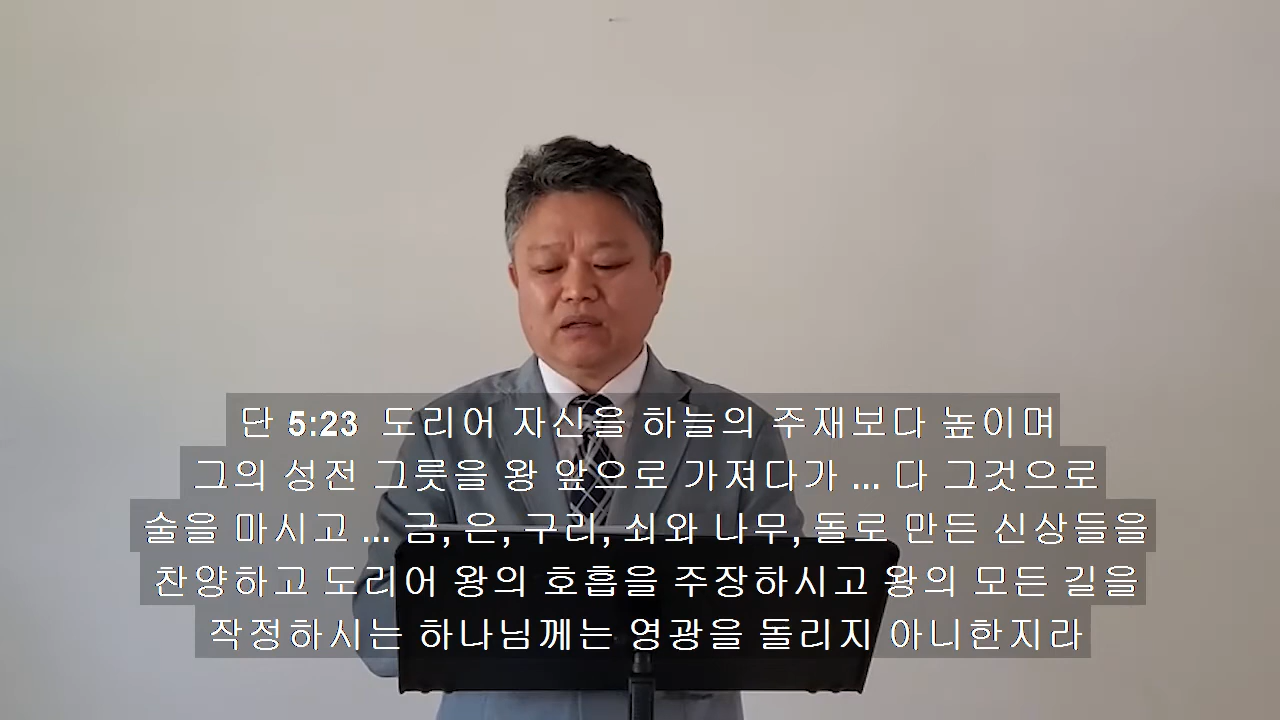 단 5:23 도리어 자신을 하늘의 주재보다 높이며
그의 성전 그릇을 왕 앞으로 가져다가 ... 다 그것으로
술을 마시고 ... 금, 은, 구리, 쇠와 나무, 돌로 만든 신상들을
찬양하고 도리어 왕의 호흡을 주장하시고 왕의 모든 길을
작정하시는 하나님께는 영광을 돌리지 아니한지라